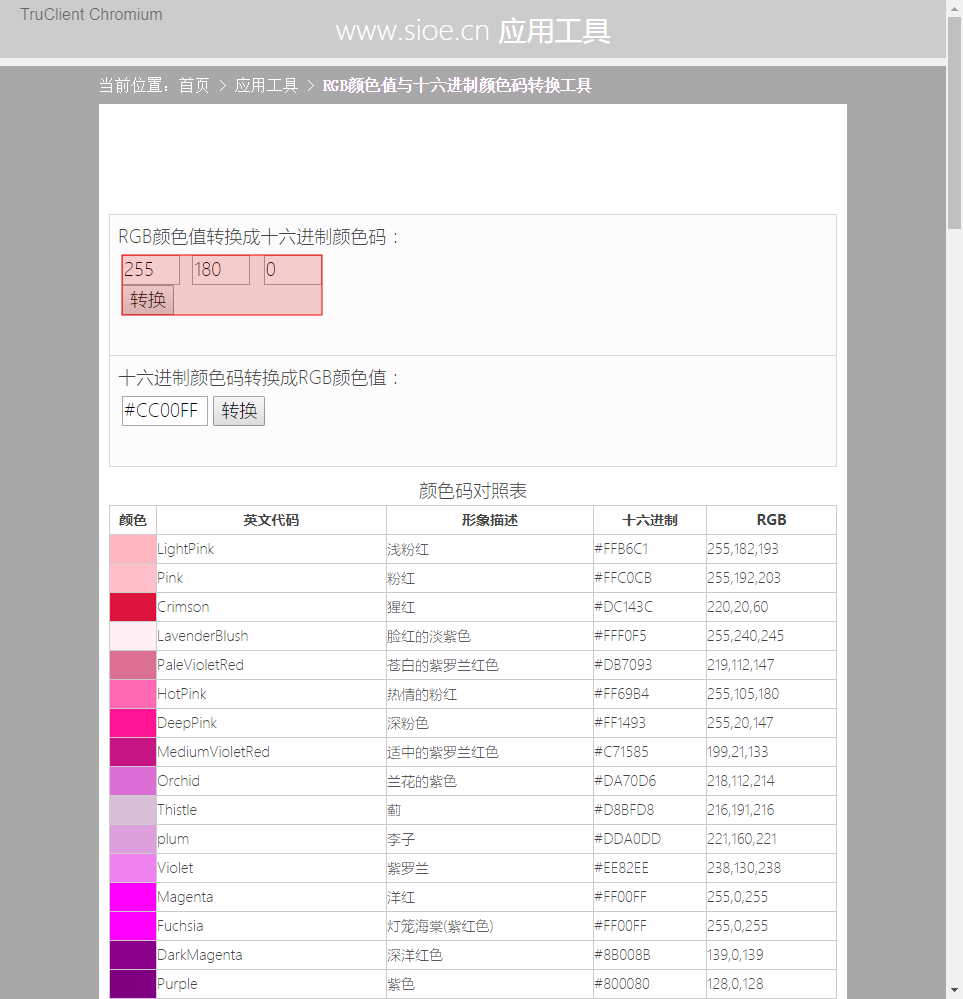 TruClient Chromium
www.sioe.cn 应用工具
当前位置：首页 > 应用工具 > RGB颜色值与十六进制颜色码转换工具
RGB颜色值转换成十六进制颜色码：
255 180 0
转换
十六进制颜色码转换成RGB颜色值：
#CC00FF 转换
颜色码对照表
颜色 英文代码 形象描述 十六进制 RGB
LightPink 浅粉红 #FFB6C1 255,182,193
Pink 粉红 #FFC0CB 255,192,203
Crimson 猩红 #DC143C 220,20,60
LavenderBlush 脸红的淡紫色 #FFF0F5 255,240,245
PaleVioletRed 苍白的紫罗兰红色 #DB7093 219,112,147
HotPink 热情的粉红 #FF69B4 255,105,180
DeepPink 深粉色 #FF1493 255,20,147
MediumVioletRed 适中的紫罗兰红色 #C71585 199,21,133
Orchid 兰花的紫色 #DA70D6 218,112,214
Thistle 蓟 #D8BFD8 216,191,216
plum 李子 #DDA0DD 221,160,221
Violet 紫罗兰 #EE82EE 238,130,238
Magenta 洋红 #FF00FF 255,0,255
Fuchsia 灯笼海棠(紫红色) #FF00FF 255,0,255
DarkMagenta 深洋红色 #8B008B 139,0,139
Purple 紫色 #800080 128,0,128